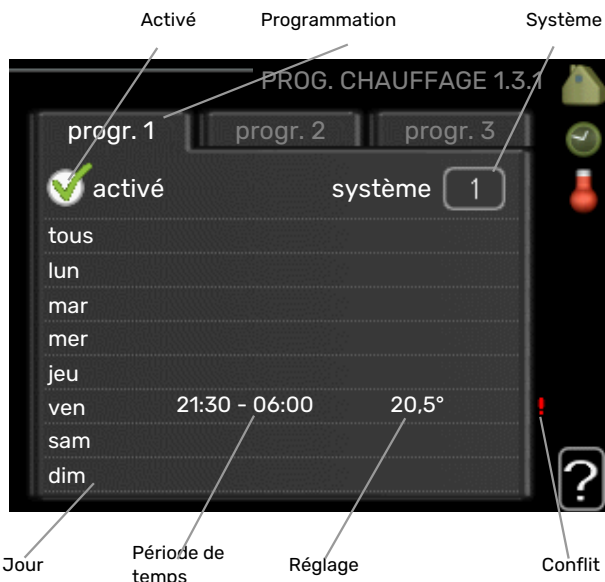 Activé Programmation Système
PROG. CHAUFFAGE 1.3.1
progr. 1 progr. 2 progr. 3
activé système 1
tous
lun
mar
mer
jeu
ven 21:30 - 06:00 20,5° !
sam
dim
?
Jour Période de temps Réglage Conflit